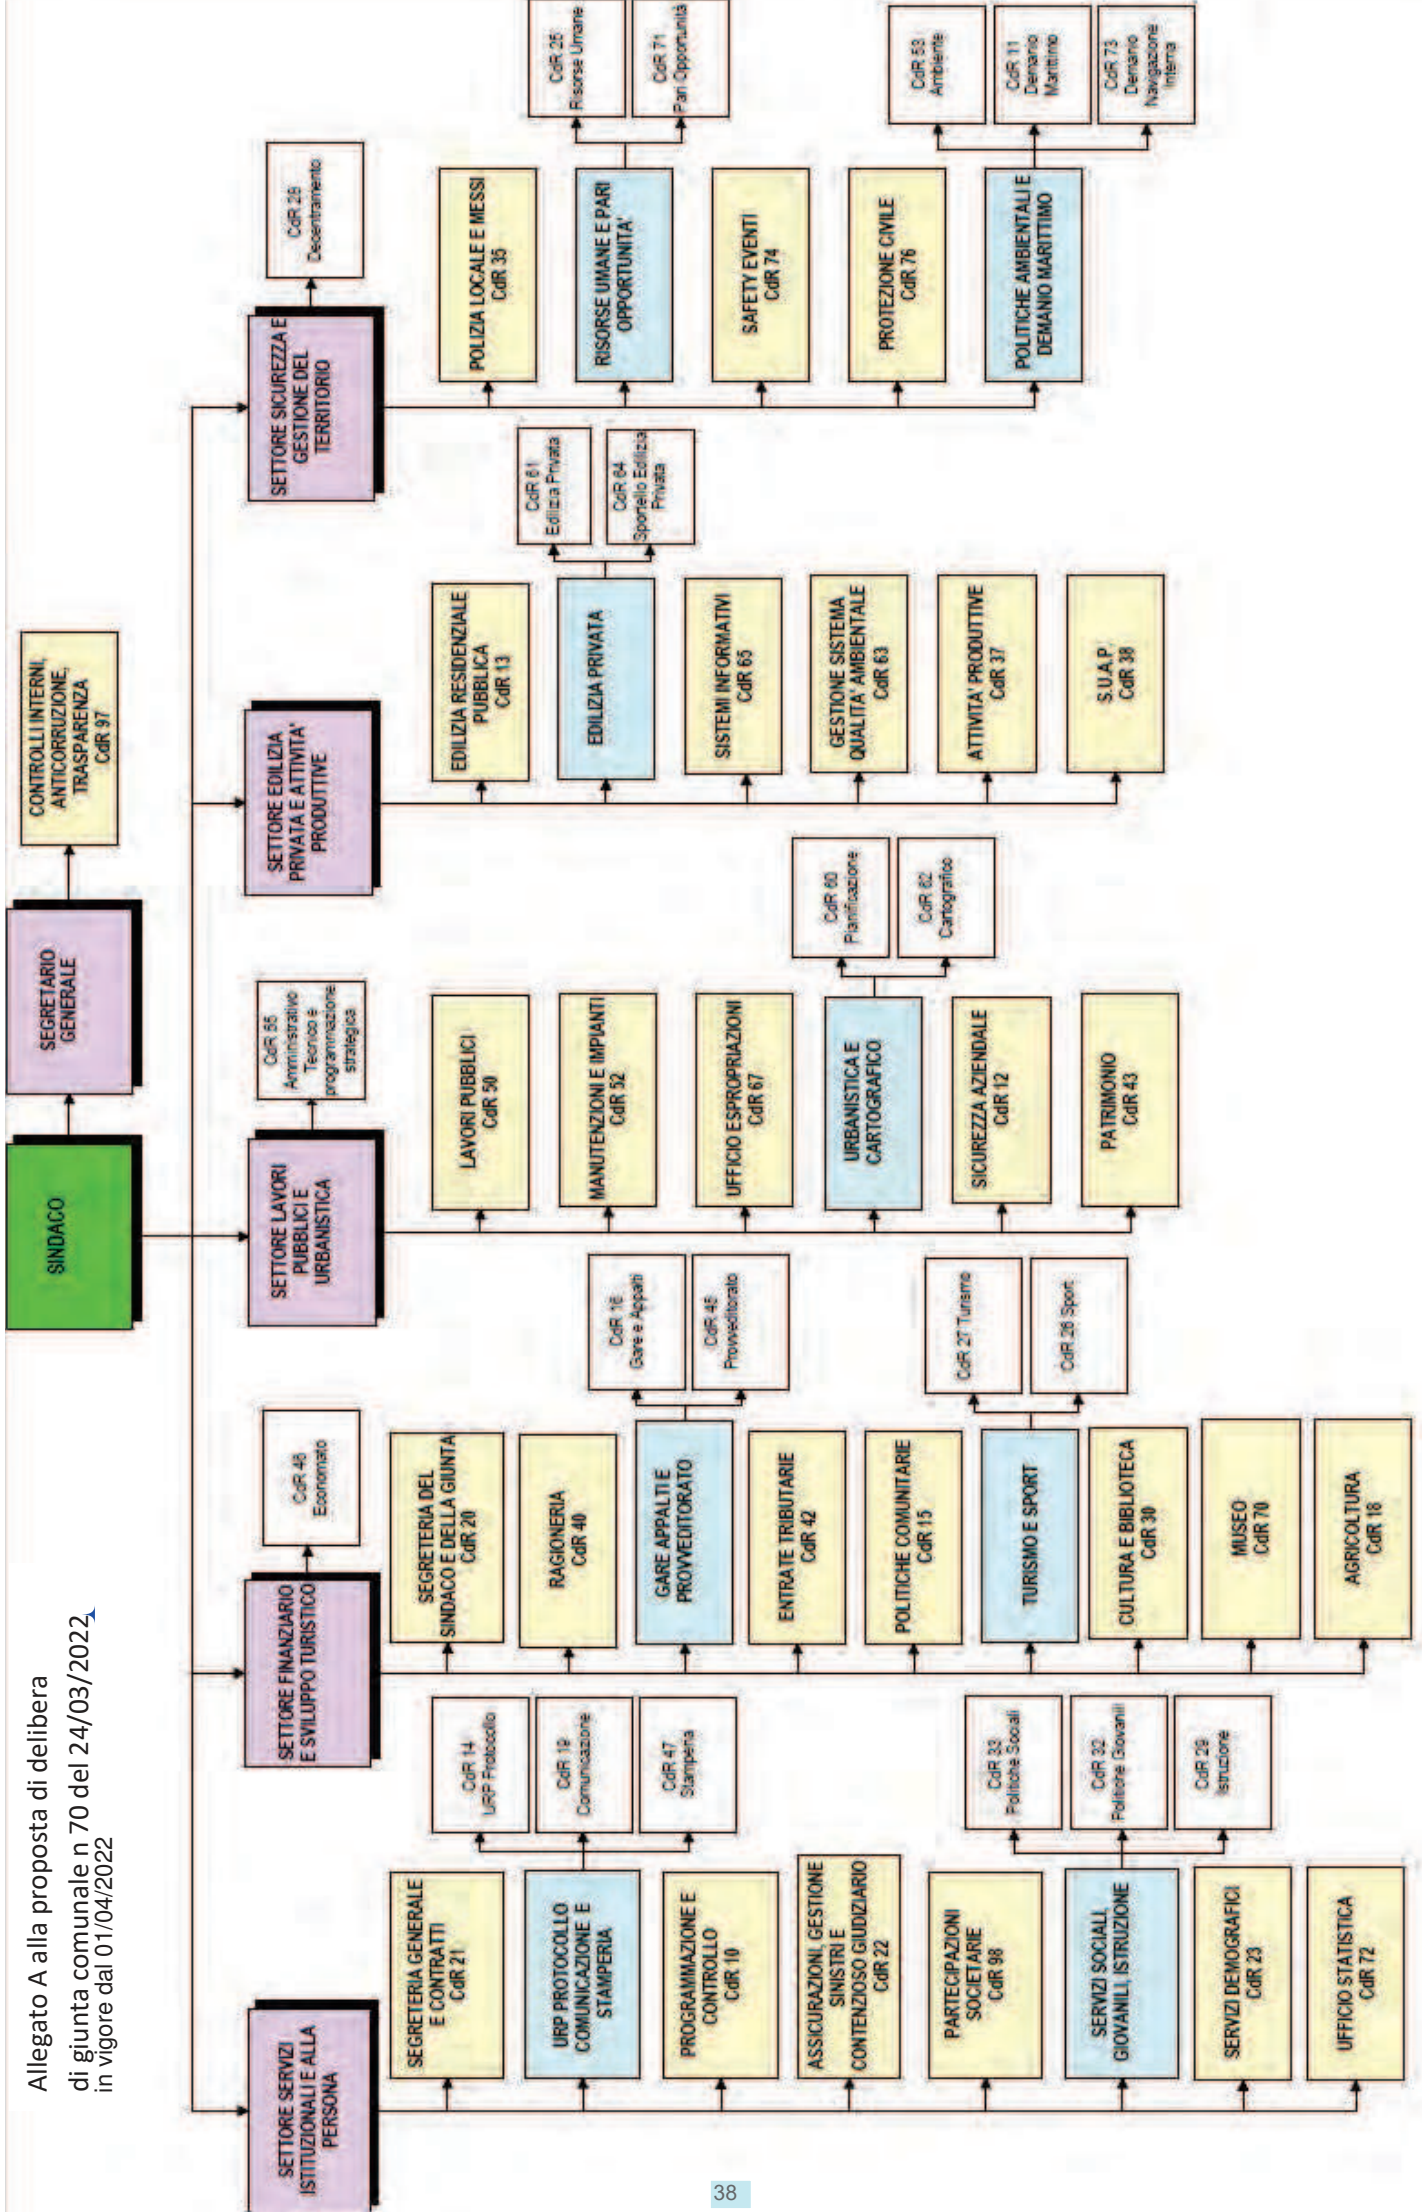 Allegato A alla proposta di delibera
di giunta comunale n 70 del 24/03/2022
in vigore dal 01/04/2022
SINDACO
SEGRETARIO
GENERALE
CONTROLLI INTERNI,
ANTICORRUZIONE,
TRASPARENZA
CdR 97
SETTORE SERVIZI
ISTITUZIONALI E ALLA
PERSONA
SEGRETERIA GENERALE
E CONTRATTI
CdR 21
URP PROTOCOLLO
COMUNICAZIONE E
STAMPERIA
CdR 14
URP Protocollo
CdR 19
Comunicazione
CdR 47
Stamperia
PROGRAMMAZIONE E
CONTROLLO
CdR 10
ASSICURAZIONI, GESTIONE
SINISTRI E
CONTENZIOSO GIUDIZIARIO
CdR 22
PARTECIPAZIONI
SOCIETARIE
CdR 98
SERVIZI SOCIALI,
GIOVANILI, ISTRUZIONE
CdR 33
Politiche Sociali
CdR 32
Politiche Giovanili
CdR 29
Istruzione
SERVIZI DEMOGRAFICI
CdR 23
UFFICIO STATISTICA
CdR 72
SETTORE FINANZIARIO
E SVILUPPO TURISTICO
CdR 46
Economato
SEGRETERIA DEL
SINDACO E DELLA GIUNTA
CdR 20
RAGIONERIA
CdR 40
GARE APPALTI E
PROVVEDITORATO
CdR 16
Gare e Appalti
CdR 45
Provveditorato
ENTRATE TRIBUTARIE
CdR 42
POLITICHE COMUNITARIE
CdR 15
TURISMO E SPORT
CdR 27 Turismo
CdR 26 Sport
CULTURA E BIBLIOTECA
CdR 30
MUSEO
CdR 70
AGRICOLTURA
CdR 18
SETTORE LAVORI
PUBBLICI E
URBANISTICA
CdR 55
Amministrativo
Tecnico e
programmazione
strategica
LAVORI PUBBLICI
CdR 50
MANUTENZIONI E IMPIANTI
CdR 52
UFFICIO ESPROPRIAZIONI
CdR 67
URBANISTICA E
CARTOGRAFICO
CdR 60
Pianificazione
CdR 62
Cartografico
SICUREZZA AZIENDALE
CdR 12
PATRIMONIO
CdR 43
SETTORE EDILIZIA
PRIVATA E ATTIVITA'
PRODUTTIVE
EDILIZIA RESIDENZIALE
PUBBLICA
CdR 13
EDILIZIA PRIVATA
CdR 61
Edilizia Privata
CdR 64
Sportello Edilizia
Privata
SISTEMI INFORMATIVI
CdR 65
GESTIONE SISTEMA
QUALITA' AMBIENTALE
CdR 63
ATTIVITA' PRODUTTIVE
CdR 37
S.U.A.P.
CdR 38
SETTORE SICUREZZA E
GESTIONE DEL
TERRITORIO
CdR 28
Decentramento
POLIZIA LOCALE E MESSI
CdR 35
RISORSE UMANE E PARI
OPPORTUNITA'
CdR 25
Risorse Umane
CdR 71
Pari Opportunità
SAFETY EVENTI
CdR 74
PROTEZIONE CIVILE
CdR 76
POLITICHE AMBIENTALI E
DEMANIO MARITTIMO
CdR 53
Ambiente
CdR 11
Demanio
Marittimo
CdR 73
Demanio
Navigazione
Interna
38